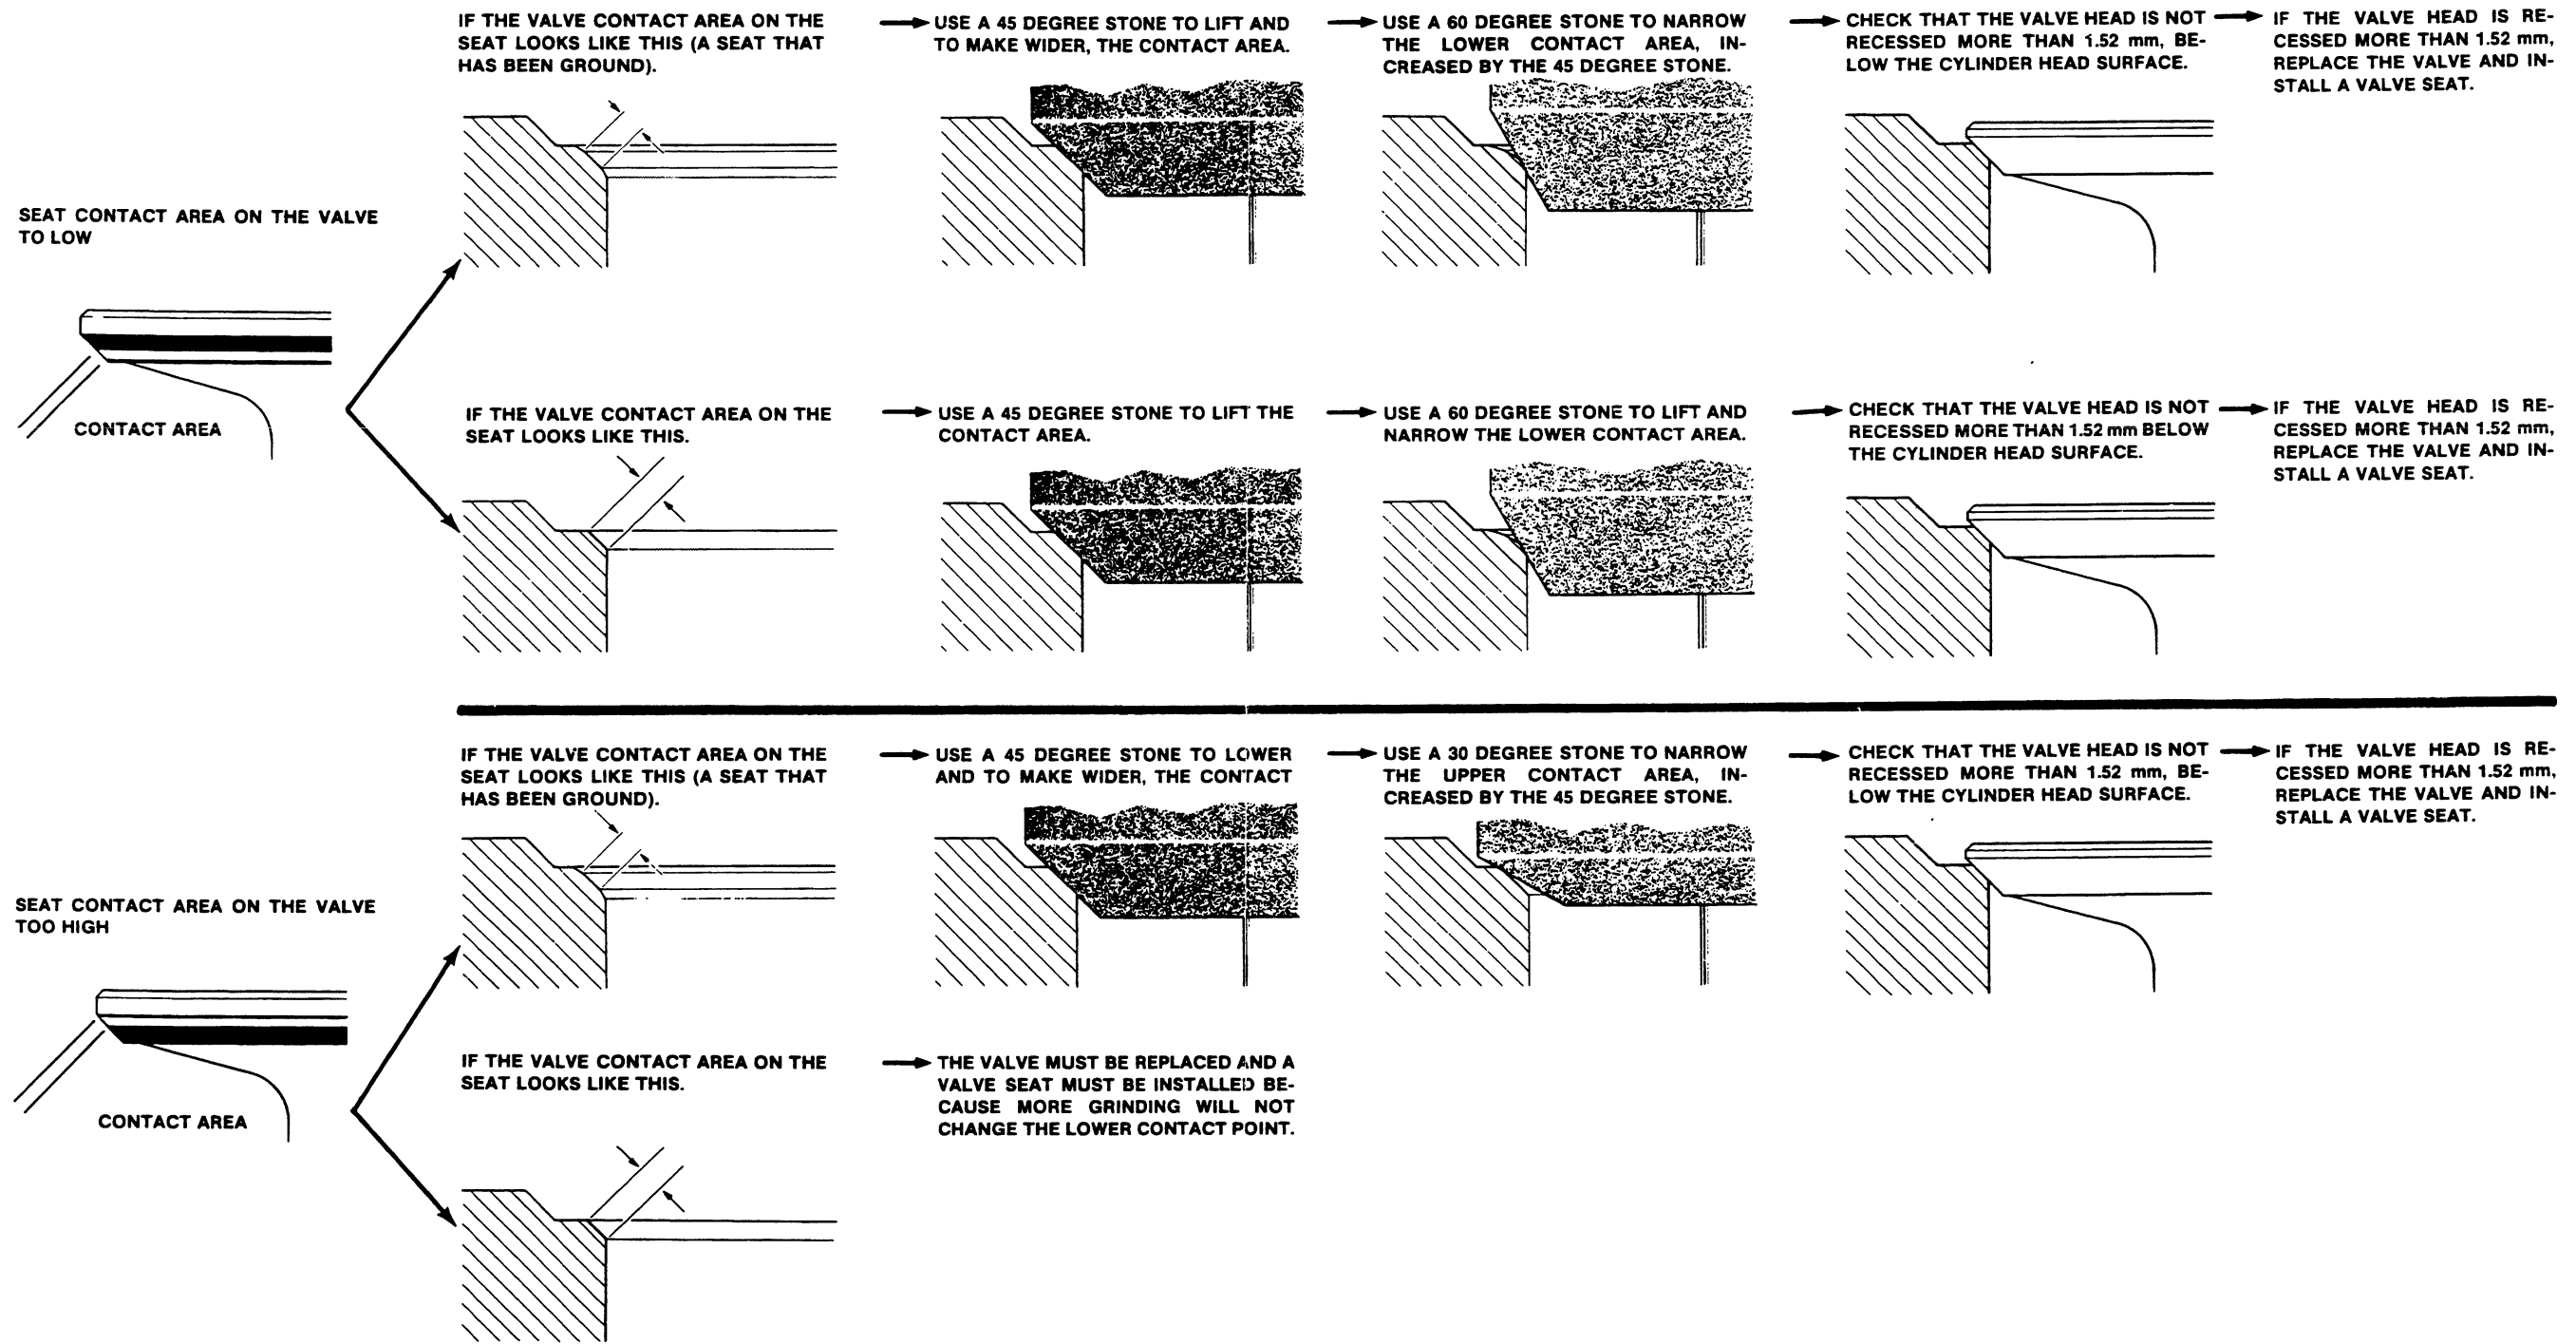 SEAT CONTACT AREA ON THE VALVE
TO LOW
CONTACT AREA
IF THE VALVE CONTACT AREA ON THE
SEAT LOOKS LIKE THIS (A SEAT THAT
HAS BEEN GROUND).
USE A 45 DEGREE STONE TO LIFT AND
TO MAKE WIDER, THE CONTACT AREA.
USE A 60 DEGREE STONE TO NARROW
THE LOWER CONTACT AREA, IN-
CREASED BY THE 45 DEGREE STONE.
CHECK THAT THE VALVE HEAD IS NOT
RECESSED MORE THAN 1.52 mm, BE-
LOW THE CYLINDER HEAD SURFACE.
IF THE VALVE HEAD IS RE-
CESSED MORE THAN 1.52 mm,
REPLACE THE VALVE AND IN-
STALL A VALVE SEAT.
IF THE VALVE CONTACT AREA ON THE
SEAT LOOKS LIKE THIS.
USE A 45 DEGREE STONE TO LIFT THE
CONTACT AREA.
USE A 60 DEGREE STONE TO LIFT AND
NARROW THE LOWER CONTACT AREA.
CHECK THAT THE VALVE HEAD IS NOT
RECESSED MORE THAN 1.52 mm BELOW
THE CYLINDER HEAD SURFACE.
IF THE VALVE HEAD IS RE-
CESSED MORE THAN 1.52 mm,
REPLACE THE VALVE AND IN-
STALL A VALVE SEAT.
SEAT CONTACT AREA ON THE VALVE
TOO HIGH
CONTACT AREA
IF THE VALVE CONTACT AREA ON THE
SEAT LOOKS LIKE THIS (A SEAT THAT
HAS BEEN GROUND).
USE A 45 DEGREE STONE TO LOWER
AND TO MAKE WIDER, THE CONTACT
USE A 30 DEGREE STONE TO NARROW
THE UPPER CONTACT AREA, IN-
CREASED BY THE 45 DEGREE STONE.
CHECK THAT THE VALVE HEAD IS NOT
RECESSED MORE THAN 1.52 mm, BE-
LOW THE CYLINDER HEAD SURFACE.
IF THE VALVE HEAD IS RE-
CESSED MORE THAN 1.52 mm,
REPLACE THE VALVE AND IN-
STALL A VALVE SEAT.
IF THE VALVE CONTACT AREA ON THE
SEAT LOOKS LIKE THIS.
THE VALVE MUST BE REPLACED AND A
VALVE SEAT MUST BE INSTALLED BE-
CAUSE MORE GRINDING WILL NOT
CHANGE THE LOWER CONTACT POINT.